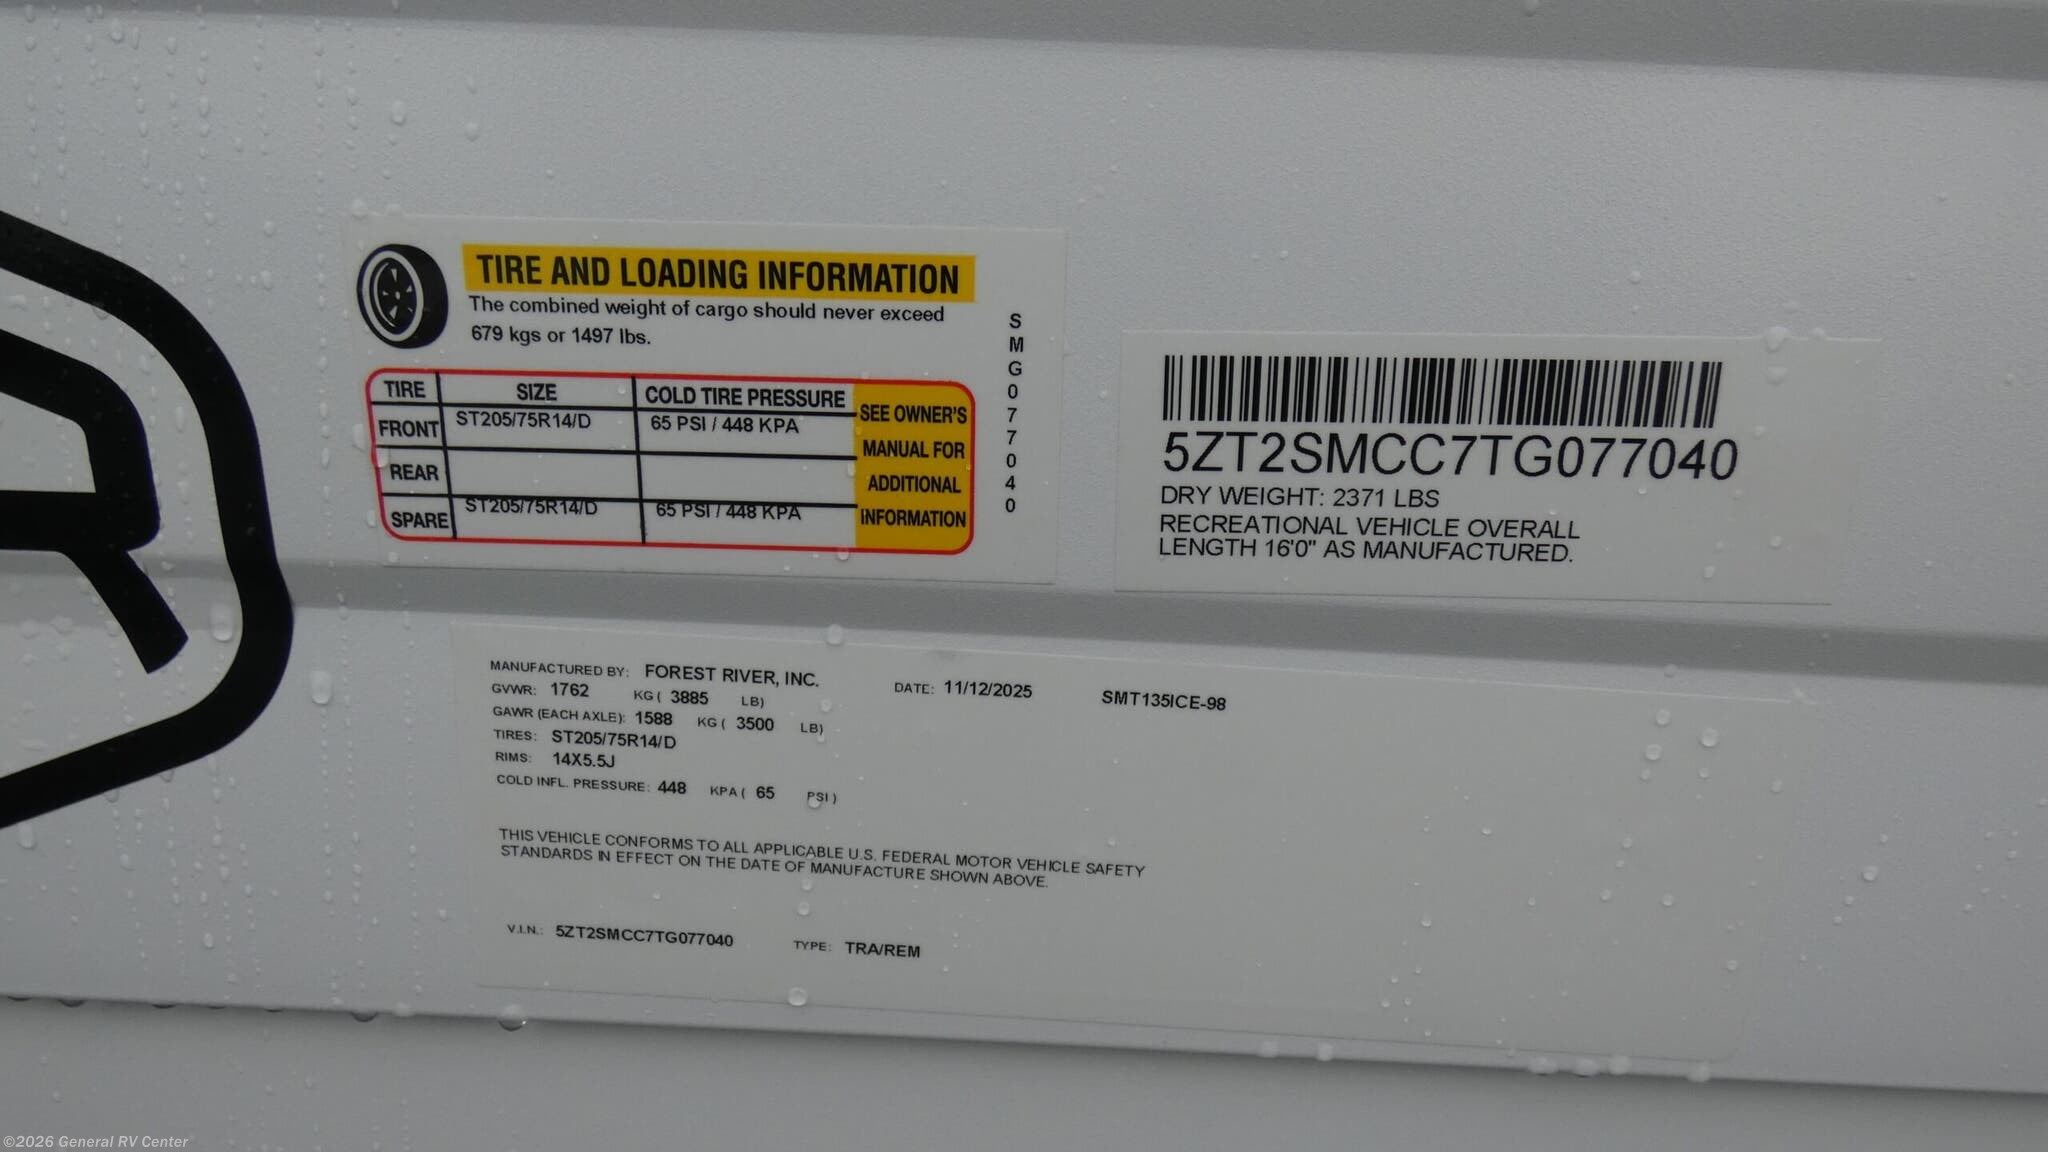 TIRE AND LOADING INFORMATION
The combined weight of cargo should never exceed
679 kgs or 1497 lbs.
TIRE SIZE COLD TIRE PRESSURE
FRONT ST205/75R14/D 65 PSI / 448 KPA
REAR
SPARE ST205/75R14/D 65 PSI / 448 KPA
SEE OWNER'S
MANUAL FOR
ADDITIONAL
INFORMATION
SMG077040
5ZT2SMCC7TG077040
DRY WEIGHT: 2371 LBS
RECREATIONAL VEHICLE OVERALL
LENGTH 16'0" AS MANUFACTURED.
MANUFACTURED BY: FOREST RIVER, INC. DATE: 11/12/2025 SMT135ICE-98
GVWR: 1762 KG ( 3885 LB)
GAWR (EACH AXLE): 1588 KG ( 3500 LB)
TIRES: ST205/75R14/D
RIMS: 14X5.5J
COLD INFL. PRESSURE: 448 KPA ( 65 PSI )
THIS VEHICLE CONFORMS TO ALL APPLICABLE U.S. FEDERAL MOTOR VEHICLE SAFETY
STANDARDS IN EFFECT ON THE DATE OF MANUFACTURE SHOWN ABOVE.
V.I.N.: 5ZT2SMCC7TG077040 TYPE: TRA/REM
©2026 General RV Center